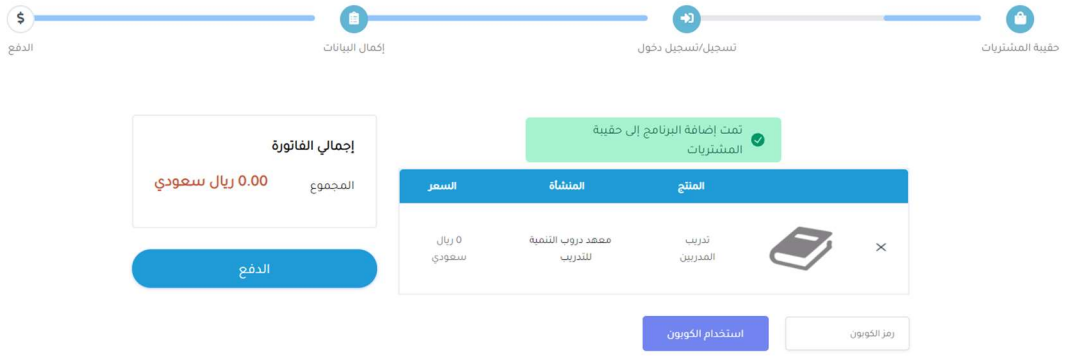 حقيبة المشتريات
تسجيل/تسجيل دخول
إكمال البيانات
$
الدفع
تمت إضافة البرنامج إلى حقيبة
المشتريات
المنتج المنشأة السعر
تدريب معهد دروب التنمية 0 ريال
المدربين للتدريب سعودي
رمز الكوبون
استخدام الكوبون
إجمالي الفاتورة
المجموع 0.00 ريال سعودي
الدفع